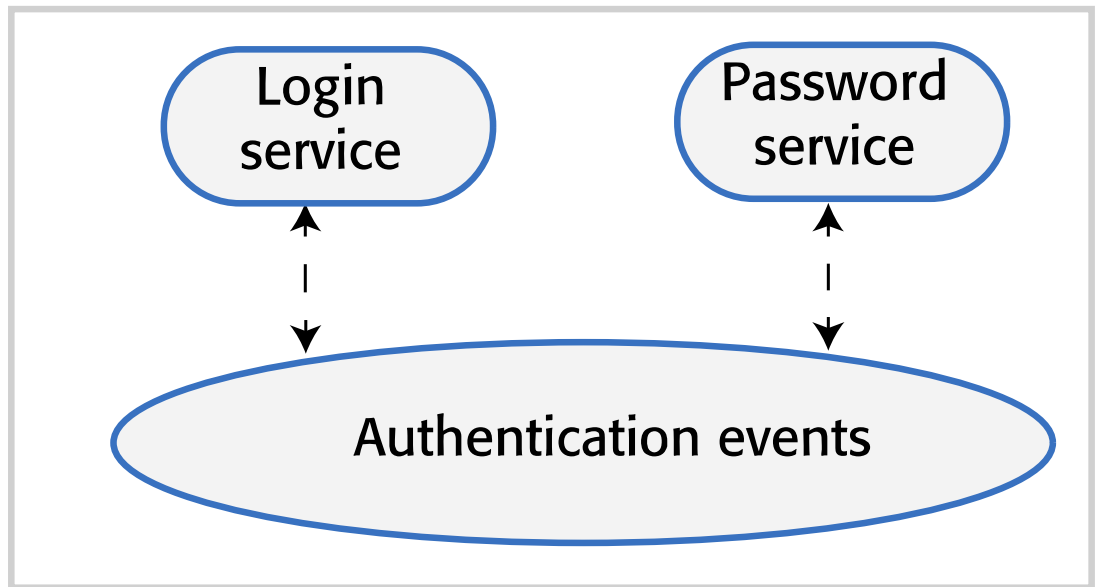 Login
service
Password
service
Authentication events